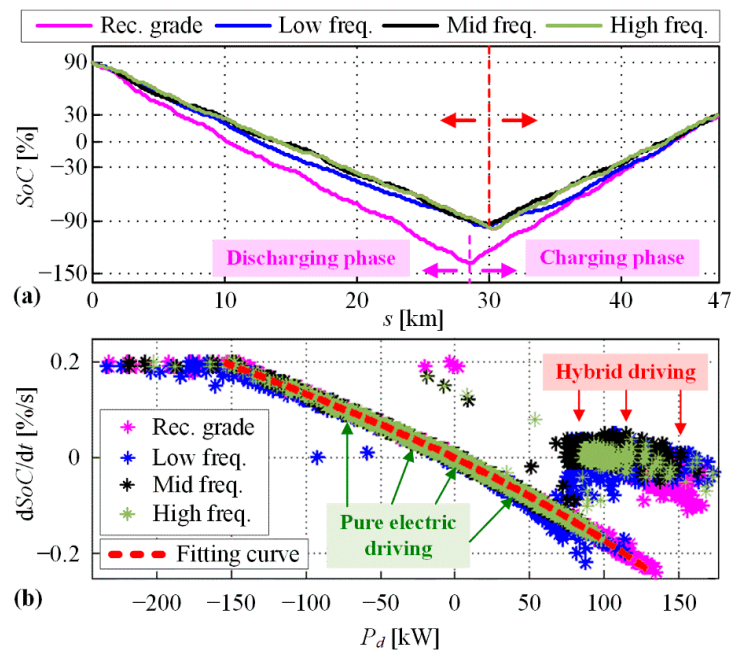 Rec. grade Low freq. Mid freq. High freq.
90
30
0
−30
−90
−150
SoC [%]
Discharging phase
Charging phase
(a)
0 10 20 30 40 47
s [km]
0.2
0
−0.2
dSoC/dt [%/s]
Hybrid driving
Rec. grade
Low freq.
Mid freq.
High freq.
Fitting curve
Pure electric
driving
(b)
−200 −150 −100 −50 0 50 100 150
Pd [kW]